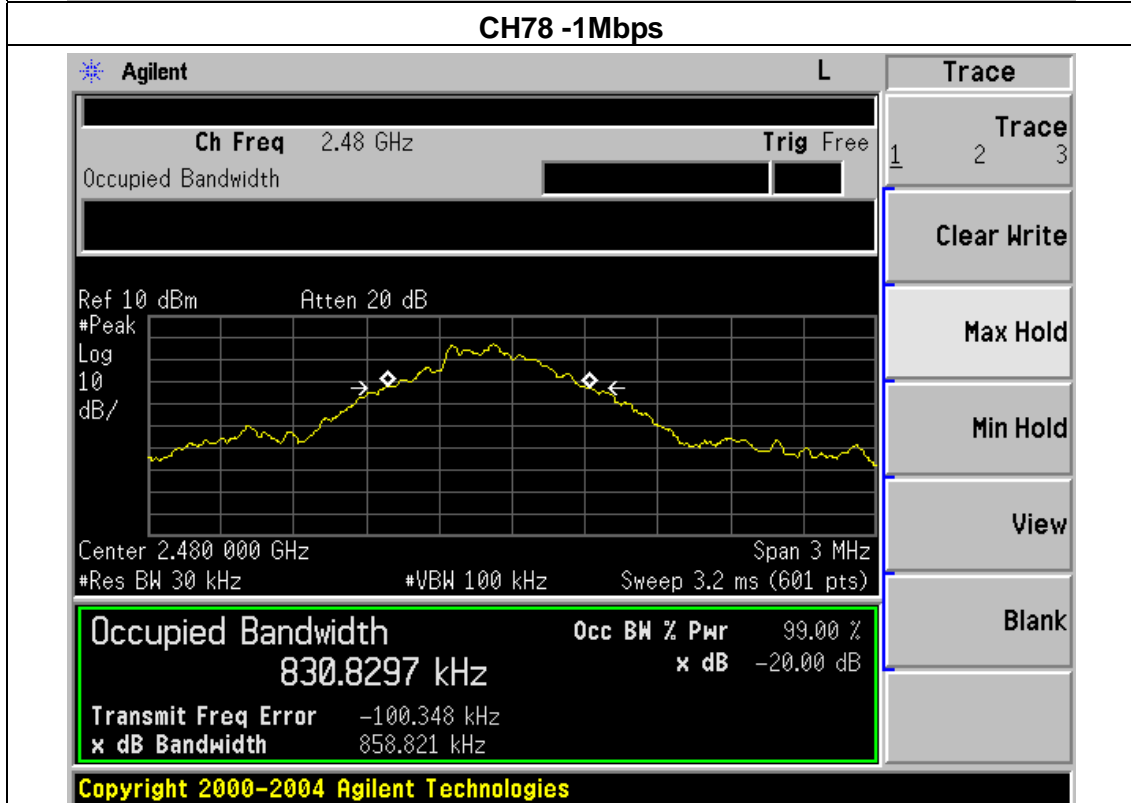 CH78 -1Mbps
Agilent L Trace
Ch Freq 2.48 GHz Trig Free
Occupied Bandwidth
Trace
1 2 3
Clear Write
Max Hold
Min Hold
View
Blank
Ref 10 dBm Atten 20 dB
#Peak
Log
10
dB/
Center 2.480 000 GHz Span 3 MHz
#Res BW 30 kHz #VBW 100 kHz Sweep 3.2 ms (601 pts)
Occupied Bandwidth Occ BW % Pwr 99.00 %
830.8297 kHz x dB -20.00 dB
Transmit Freq Error -100.348 kHz
x dB Bandwidth 858.821 kHz
Copyright 2000-2004 Agilent Technologies